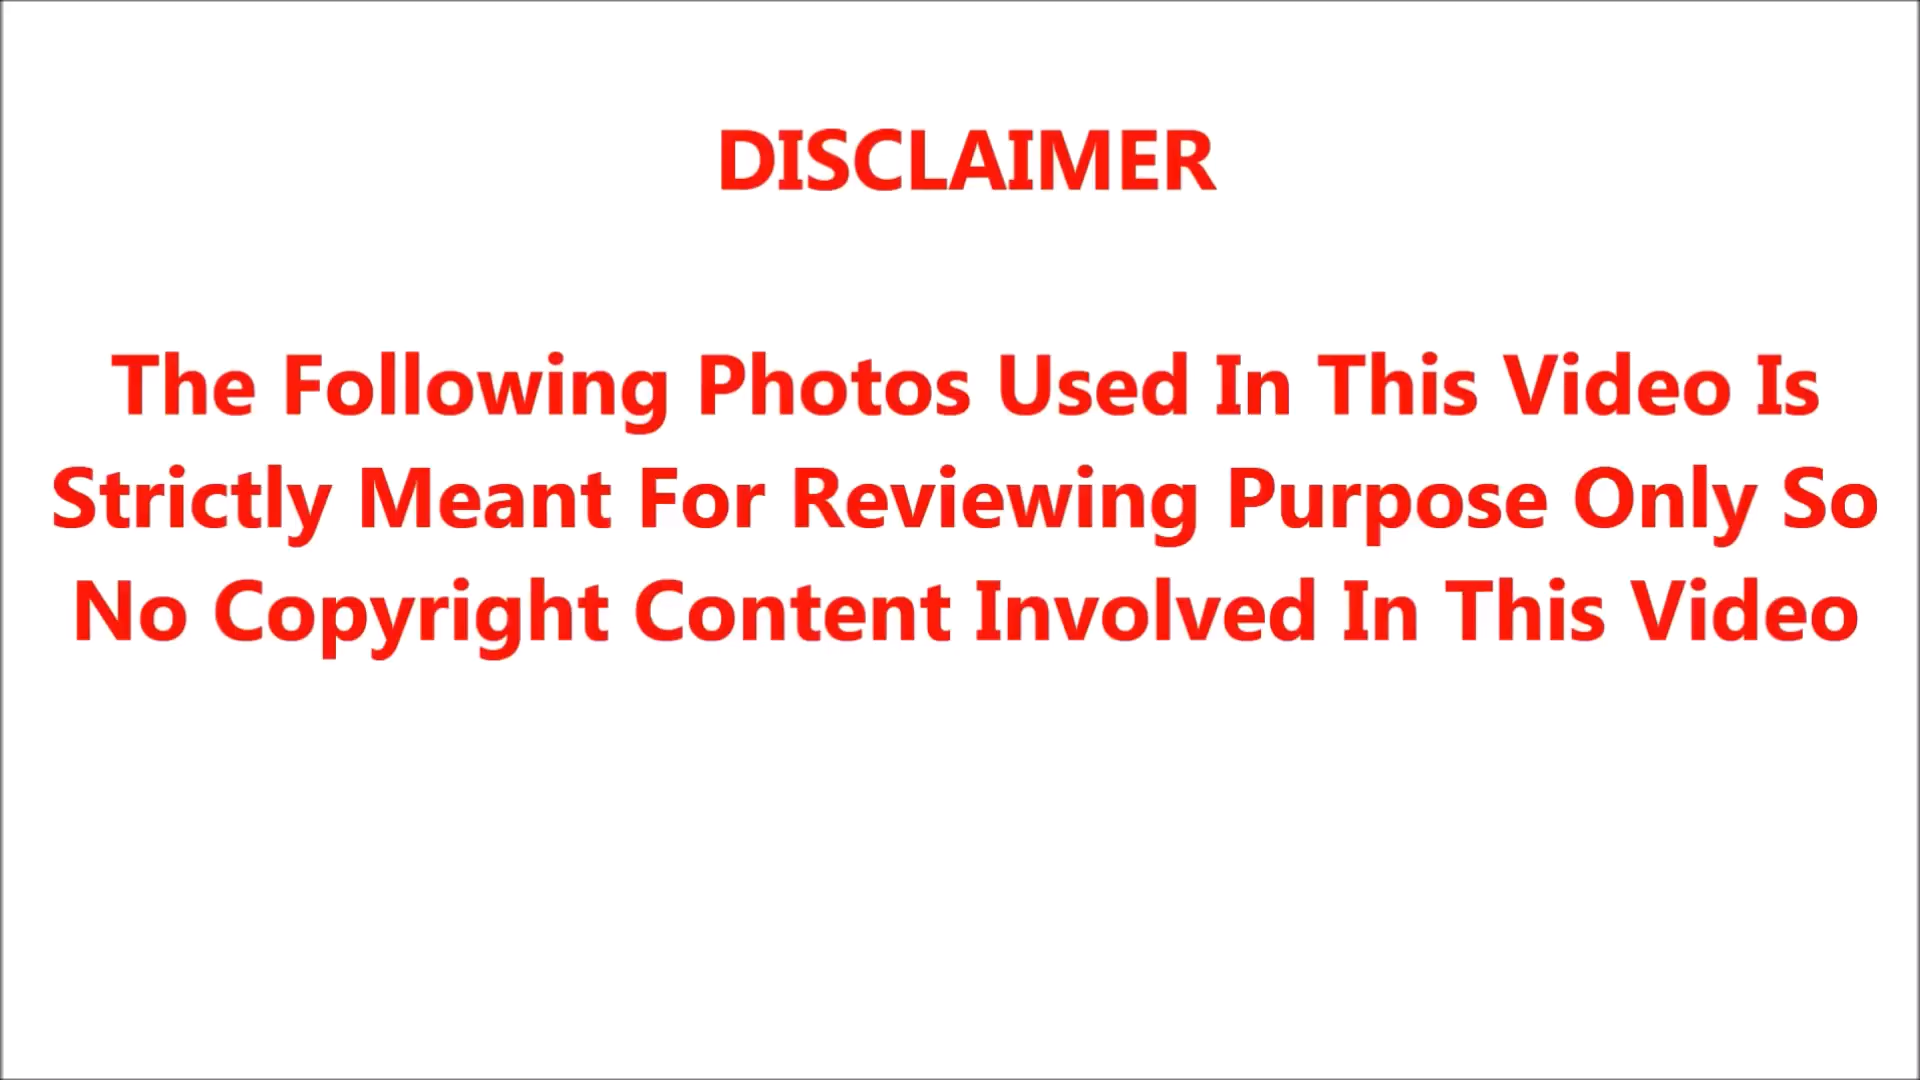 DISCLAIMER
The Following Photos Used In This Video Is
Strictly Meant For Reviewing Purpose Only So
No Copyright Content Involved In This Video